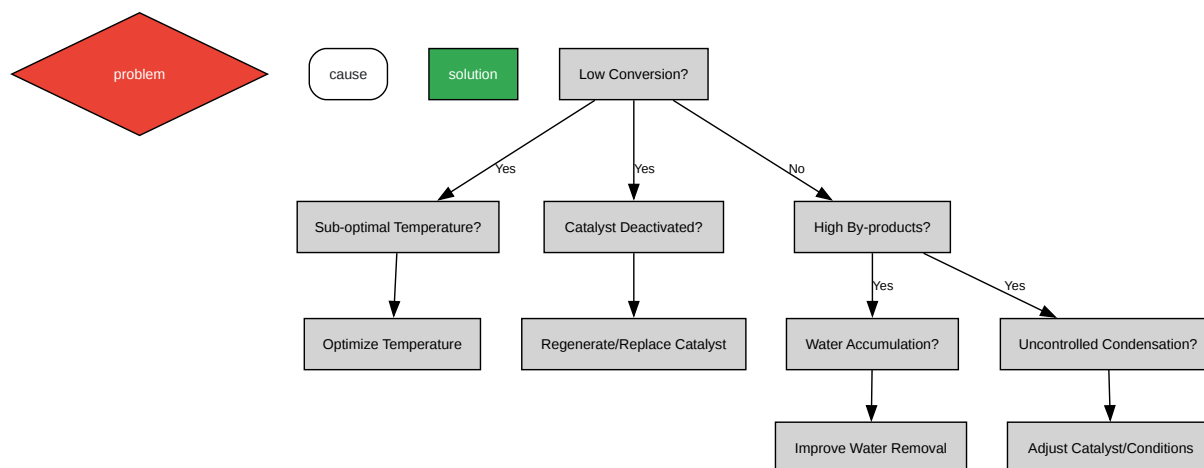 problem
cause
solution
Low Conversion?
Yes
Yes
No
Sub-optimal Temperature?
Catalyst Deactivated?
High By-products?
Yes
Yes
Optimize Temperature
Regenerate/Replace Catalyst
Water Accumulation?
Uncontrolled Condensation?
Improve Water Removal
Adjust Catalyst/Conditions